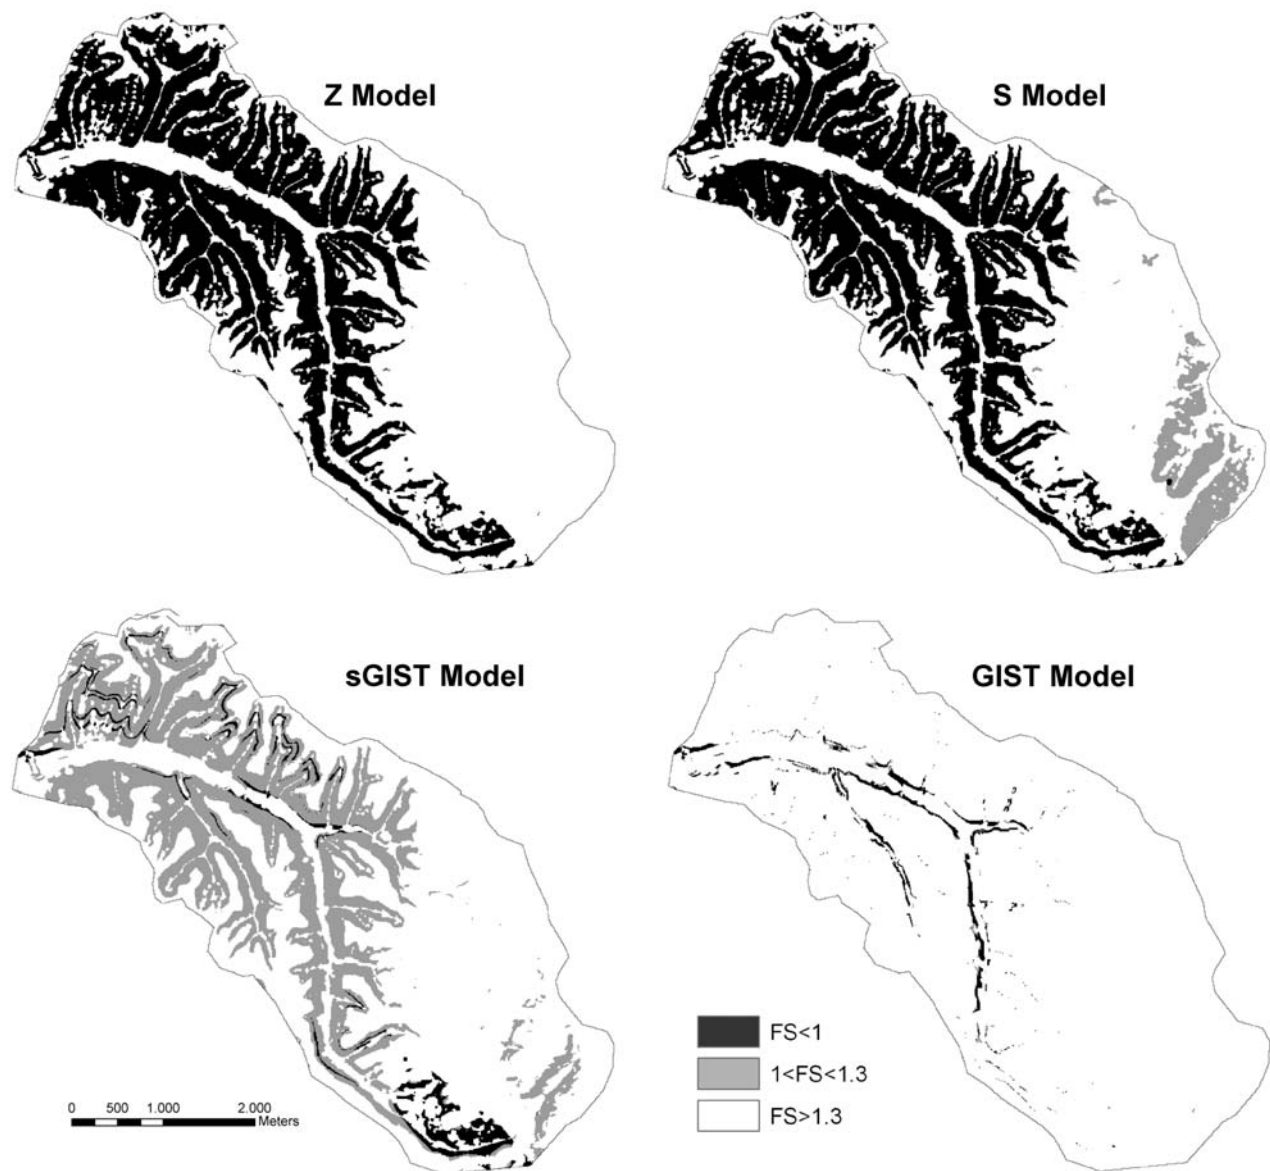 Z Model
S Model
sGIST Model
GIST Model
FS<1
1<FS<1.3
FS>1.3
0 500 1.000 2.000
Meters